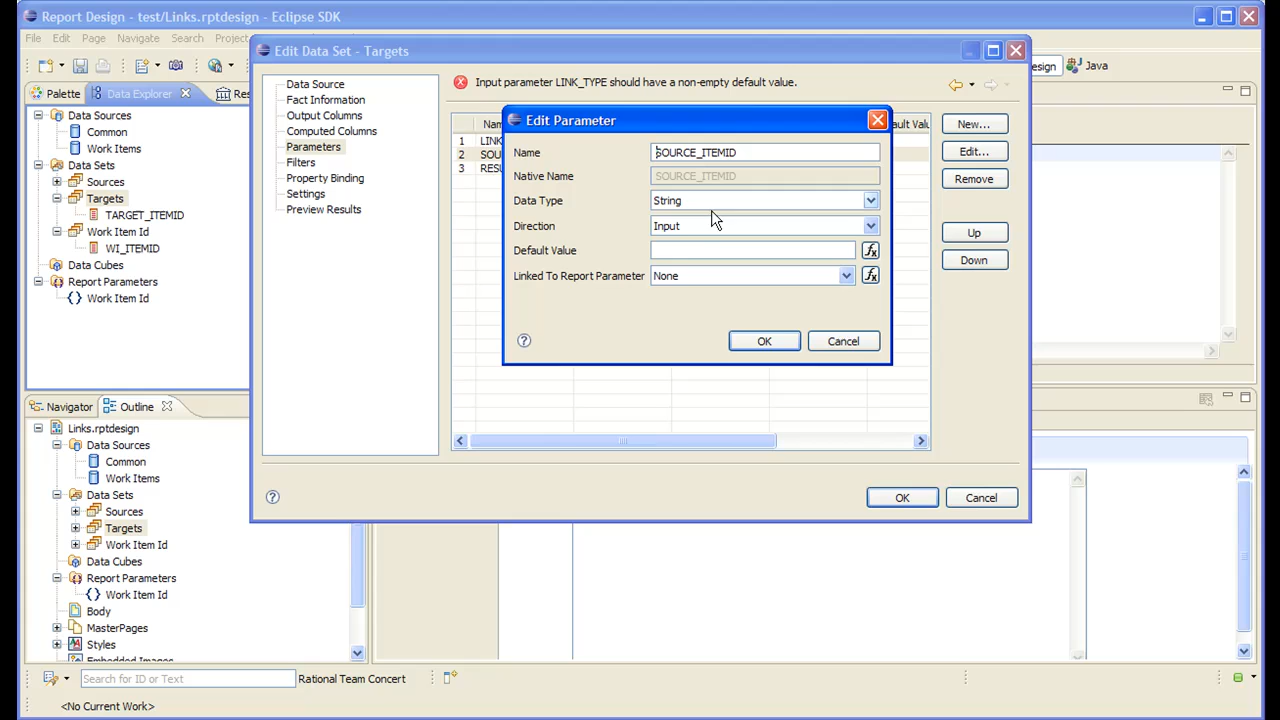 Report Design - test/Links.rptdesign - Eclipse SDK
File Edit Page Navigate Search Project
Edit Data Set - Targets
Java
Palette Data Explorer
Data Sources
Common
Work Items
Data Sets
Sources
Targets
TARGET_ITEMID
Work Item Id
WI_ITEMID
Data Cubes
Report Parameters
Work Item Id
Data Source
Fact Information
Output Columns
Computed Columns
Parameters
Filters
Property Binding
Settings
Preview Results
Input parameter LINK_TYPE should have a non-empty default value.
1
2
3
New...
Edit...
Remove
Up
Down
Edit Parameter
Name SOURCE_ITEMID
Native Name SOURCE_ITEMID
Data Type String
Direction Input
Default Value
Linked To Report Parameter None
OK Cancel
OK Cancel
Navigator Outline
Links.rptdesign
Data Sources
Common
Work Items
Data Sets
Sources
Targets
Work Item Id
Data Cubes
Report Parameters
Work Item Id
Body
MasterPages
Styles
Embedded Images
Search for ID or Text Rational Team Concert
<No Current Work>